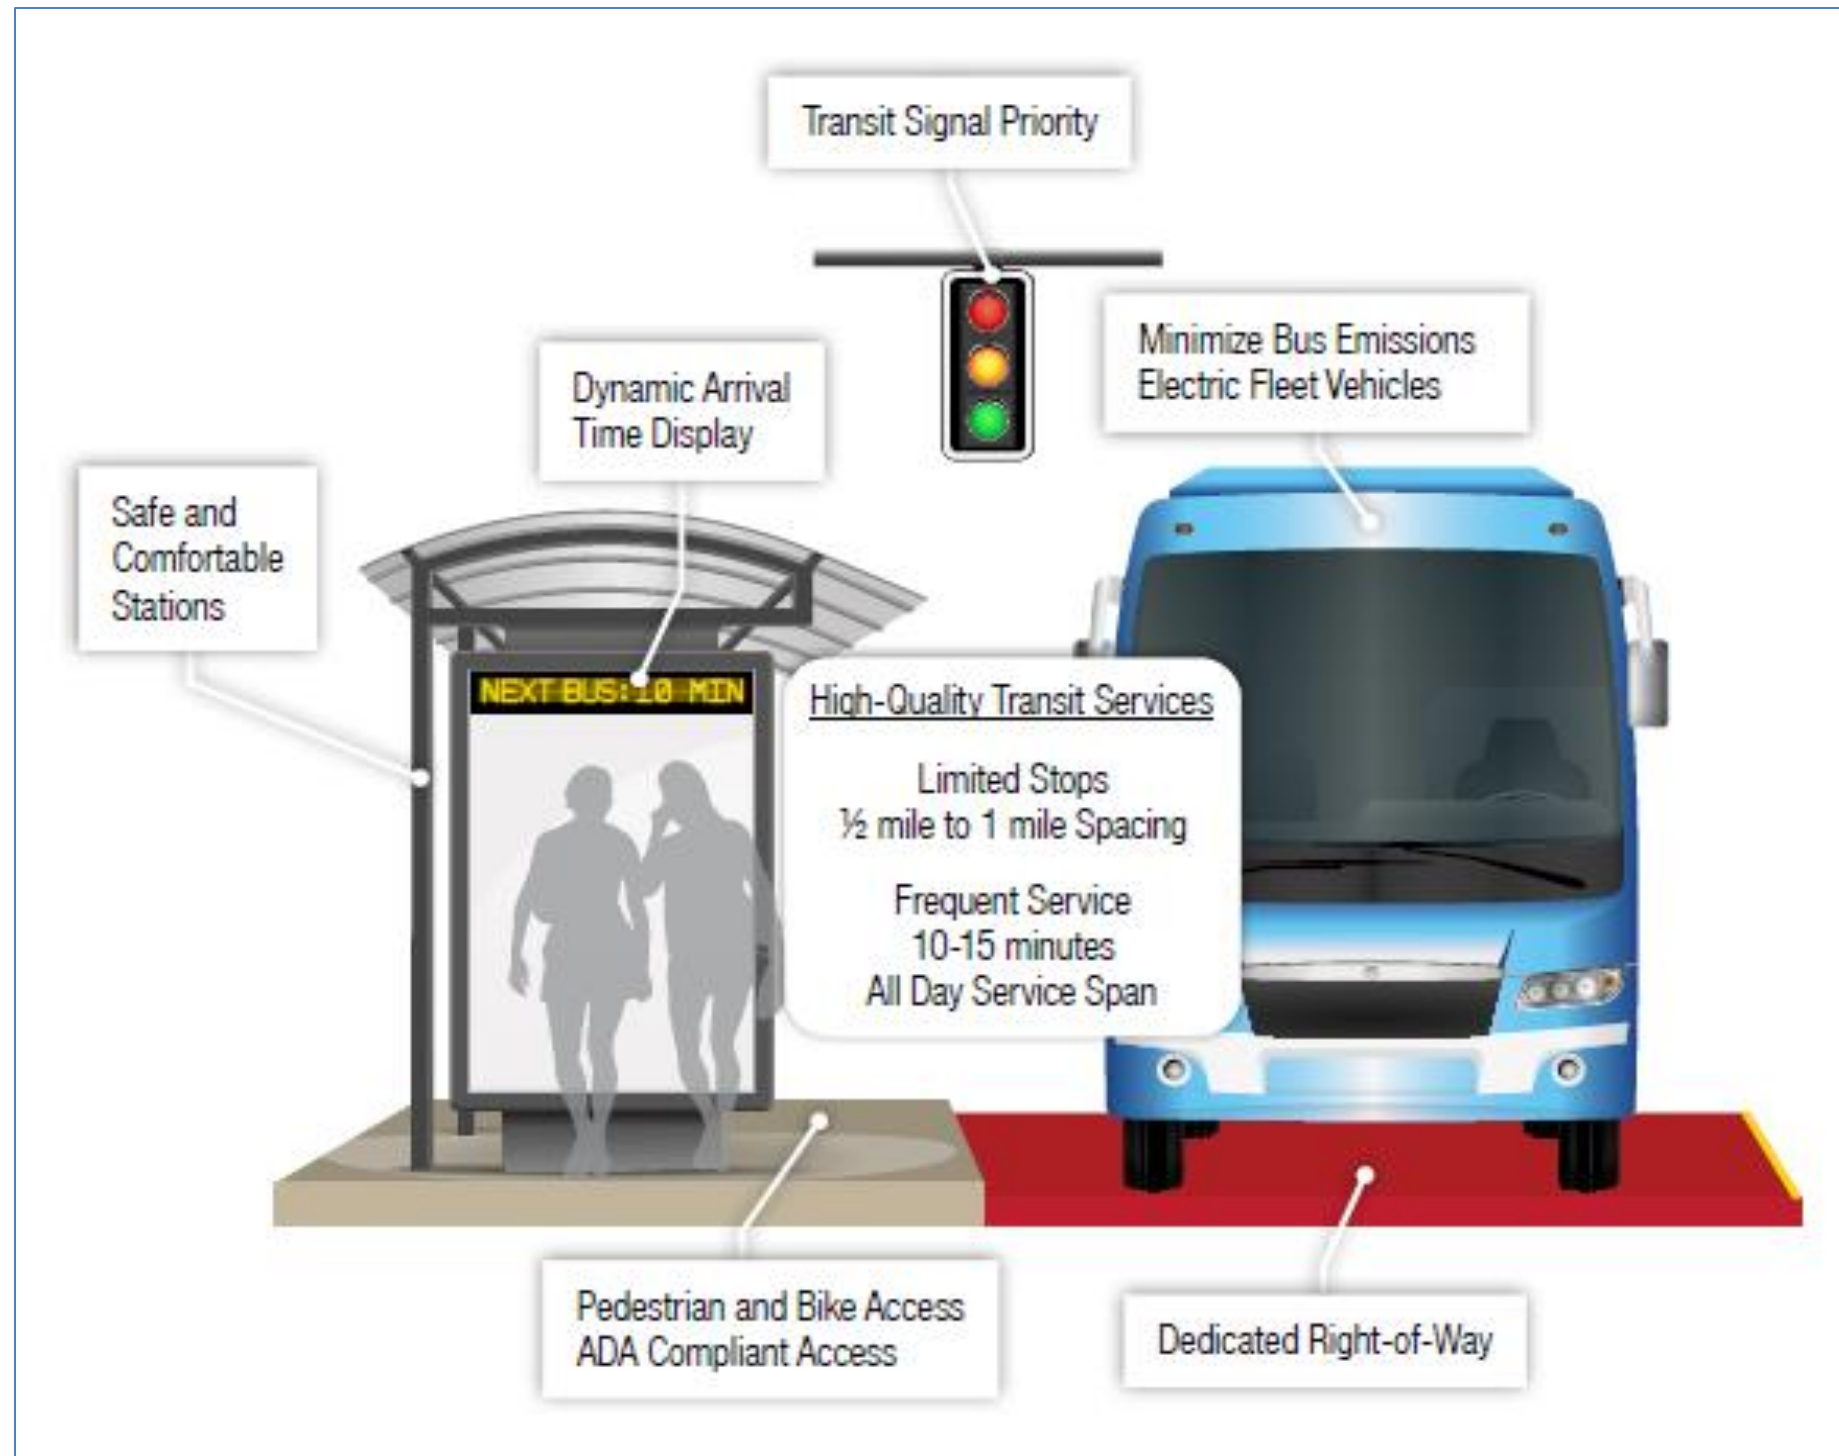 Transit Signal Priority
Minimize Bus Emissions
Electric Fleet Vehicles
Dynamic Arrival
Time Display
Safe and
Comfortable
Stations
NEXT BUS:10 MIN
High-Quality Transit Services
Limited Stops
½ mile to 1 mile Spacing
Frequent Service
10-15 minutes
All Day Service Span
Pedestrian and Bike Access
ADA Compliant Access
Dedicated Right-of-Way